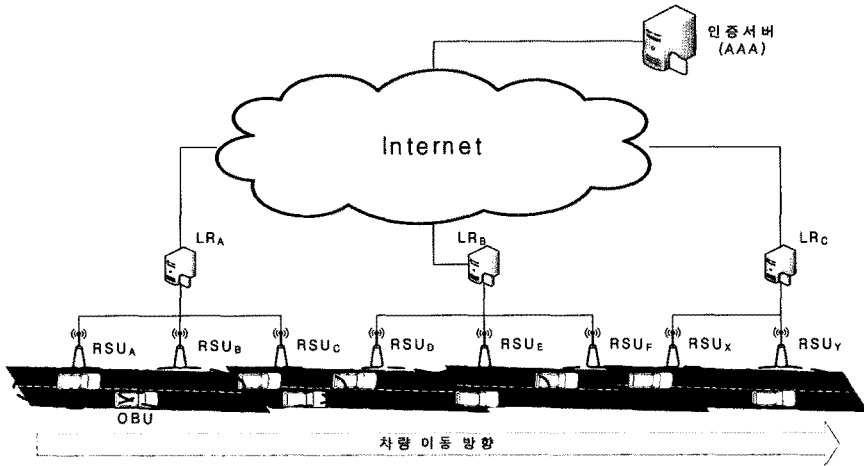 인증서버
(AAA)
Internet
LRA
LRB
LRC
RSUA
RSUB
RSUC
RSUD
RSUE
RSUF
RSUX
RSUY
OBU
차량 이동 방향